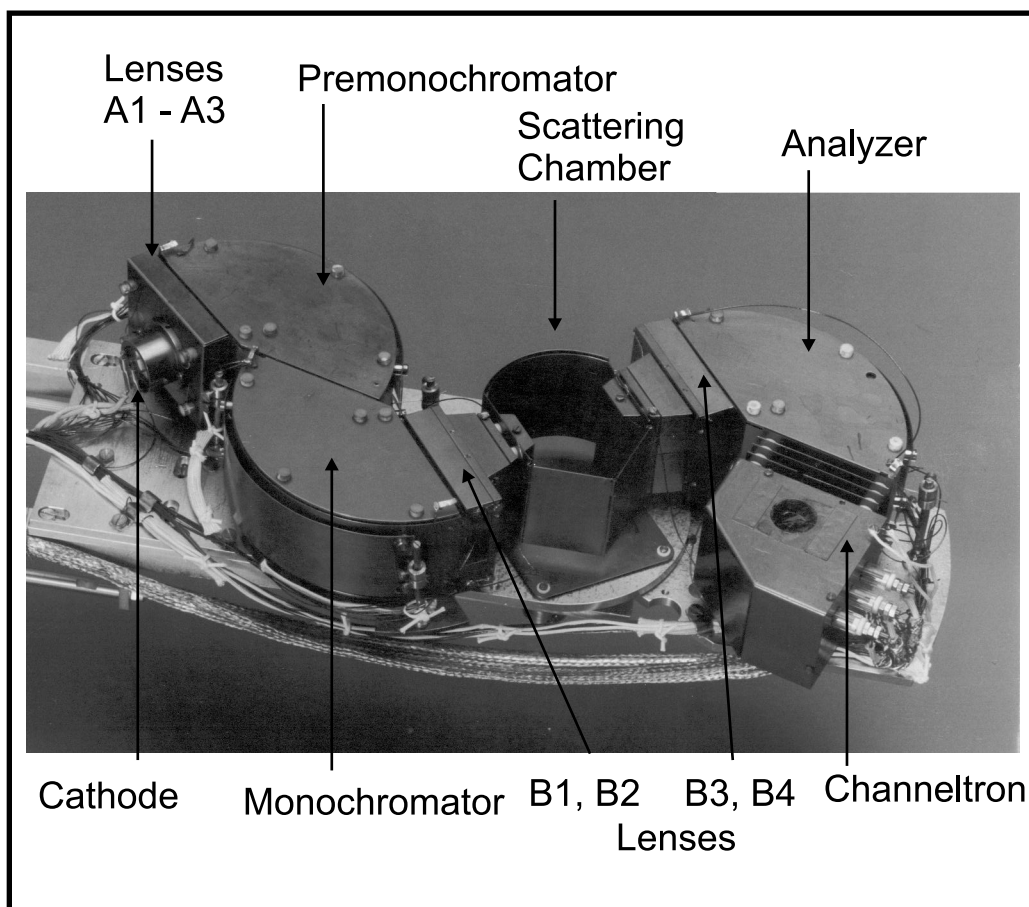 Lenses
A1 - A3
Premonochromator
Scattering
Chamber
Analyzer
Cathode
Monochromator
B1, B2
B3, B4
Lenses
Channeltron